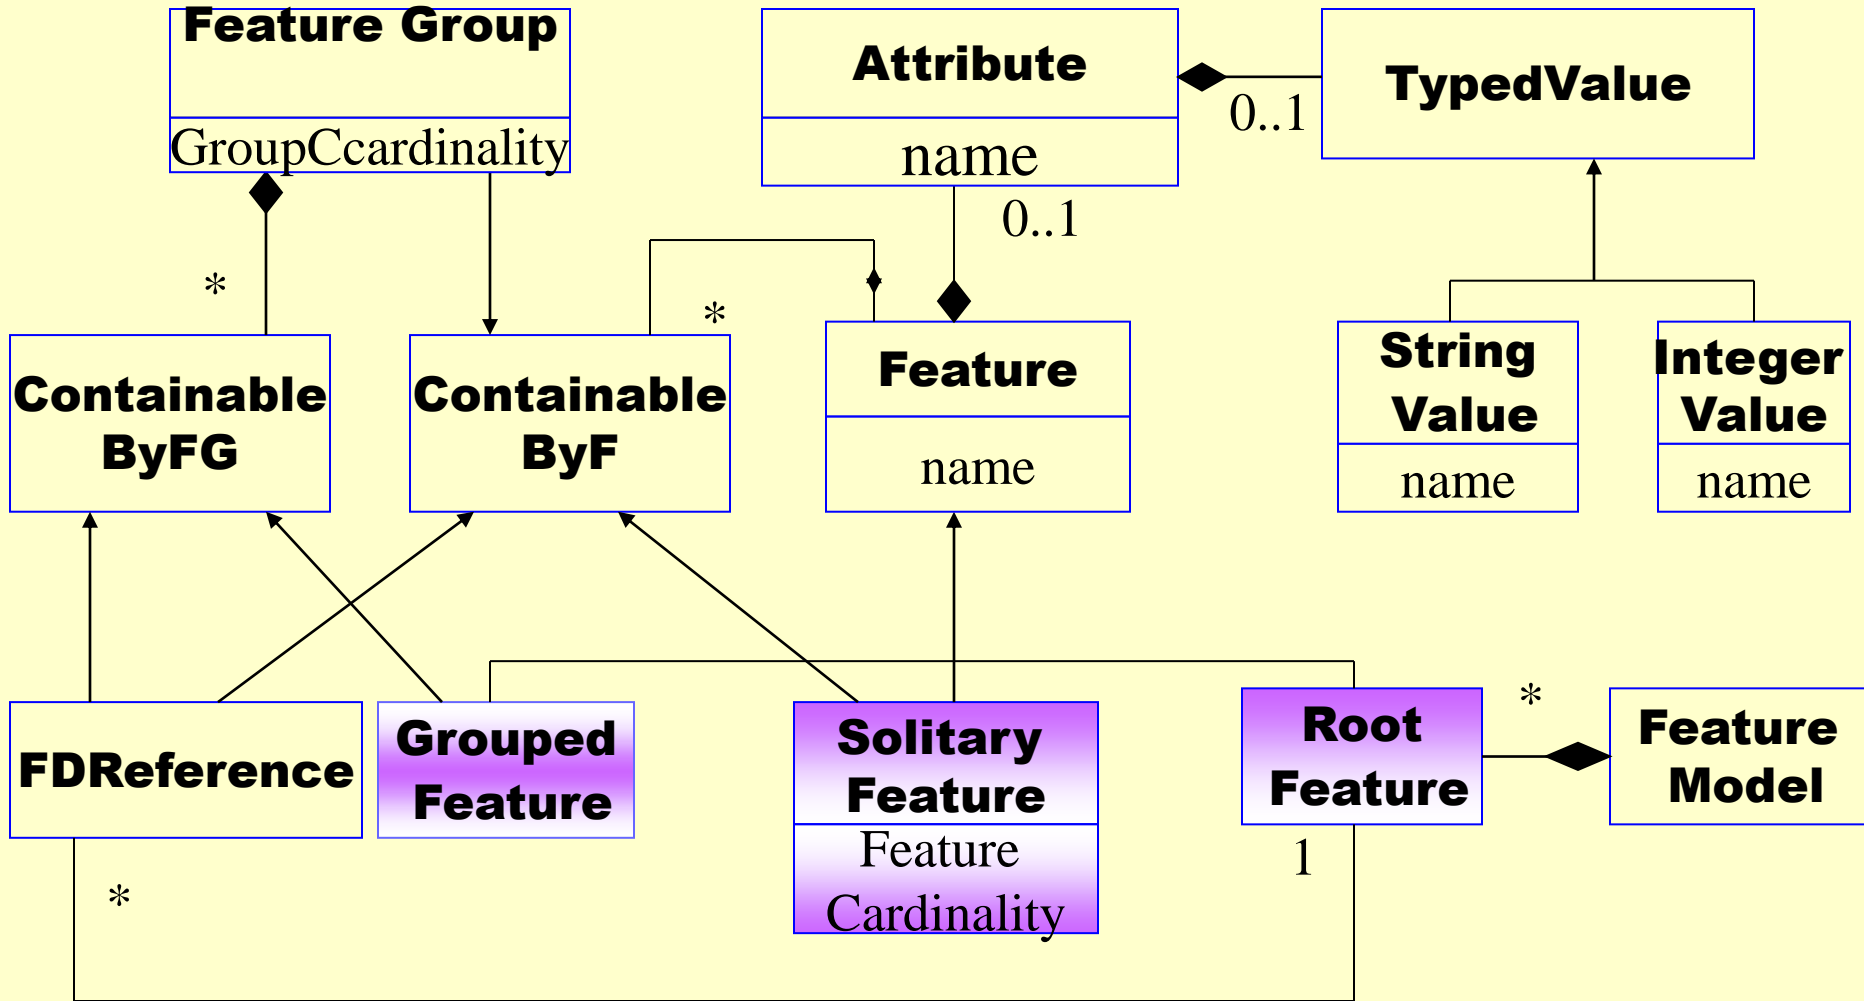 Feature Group
GroupCcardinality
Attribute
name
TypedValue
0..1
0..1
*
*
Containable
ByFG
Containable
ByF
Feature
name
String
Value
name
Integer
Value
name
FDReference
Grouped
Feature
Solitary
Feature
Feature
Cardinality
Root
Feature
*
Feature
Model
*
1